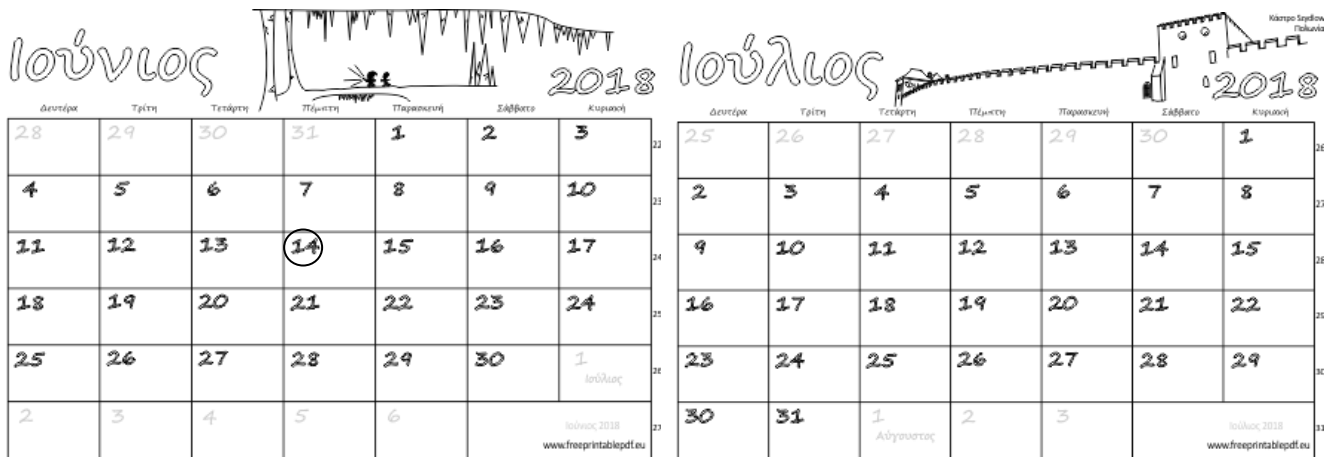 Ιούνιος
2018
Δευτέρα Τρίτη Τετάρτη Πέμπτη Παρασκευή Σάββατο Κυριακή
28 29 30 31 1 2 3 22
4 5 6 7 8 9 10 23
11 12 13 14 15 16 17 24
18 19 20 21 22 23 24 25
25 26 27 28 29 30 1 26
Ιούλιος
2 3 4 5 6 27
Ιούνιος 2018
www.freeprintablepdf.eu
Ιούλιος
Κάστρο Szydlow
Πολωνία
2018
Δευτέρα Τρίτη Τετάρτη Πέμπτη Παρασκευή Σάββατο Κυριακή
25 26 27 28 29 30 1 26
2 3 4 5 6 7 8 27
9 10 11 12 13 14 15 28
16 17 18 19 20 21 22 29
23 24 25 26 27 28 29 30
30 31 1 2 3 31
Αύγουστος
Ιούλιος 2018
www.freeprintablepdf.eu